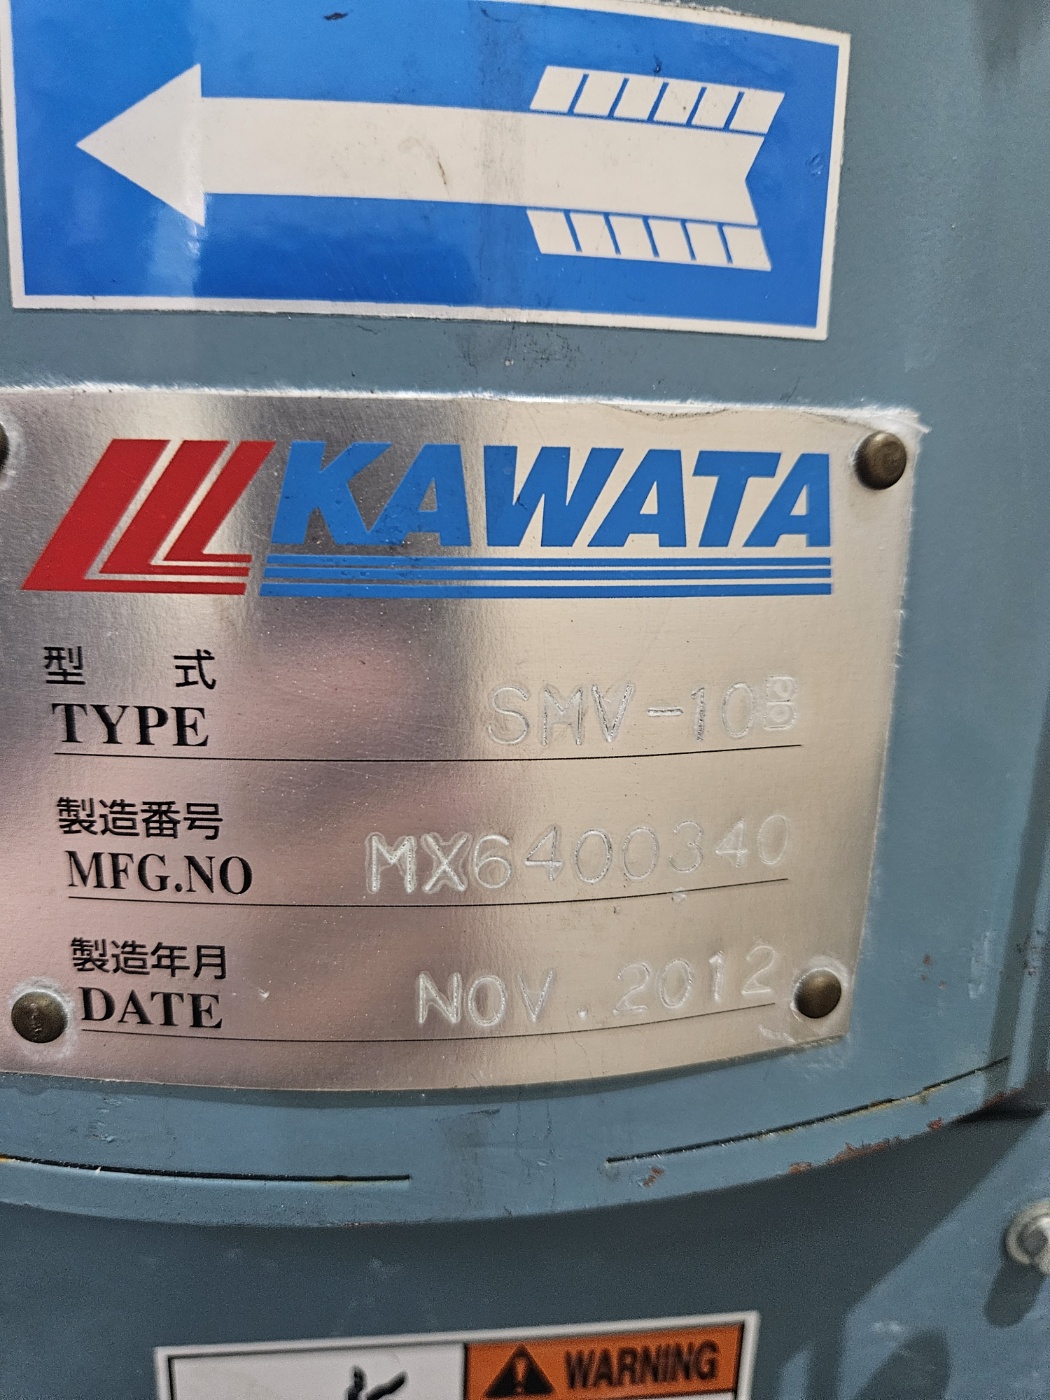 KAWATA
型式
TYPE SMV-10
製造番号
MFG.NO MX6400340
製造年月
DATE NOV.2012
WARNING